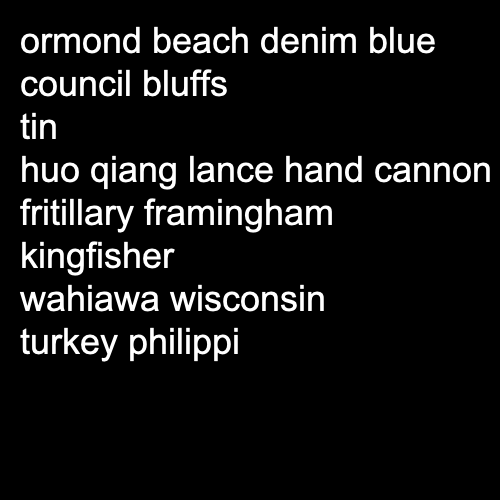 ormond beach denim blue
council bluffs
tin
huo qiang lance hand cannon
fritillary framingham
kingfisher
wahiawa wisconsin
turkey philippi